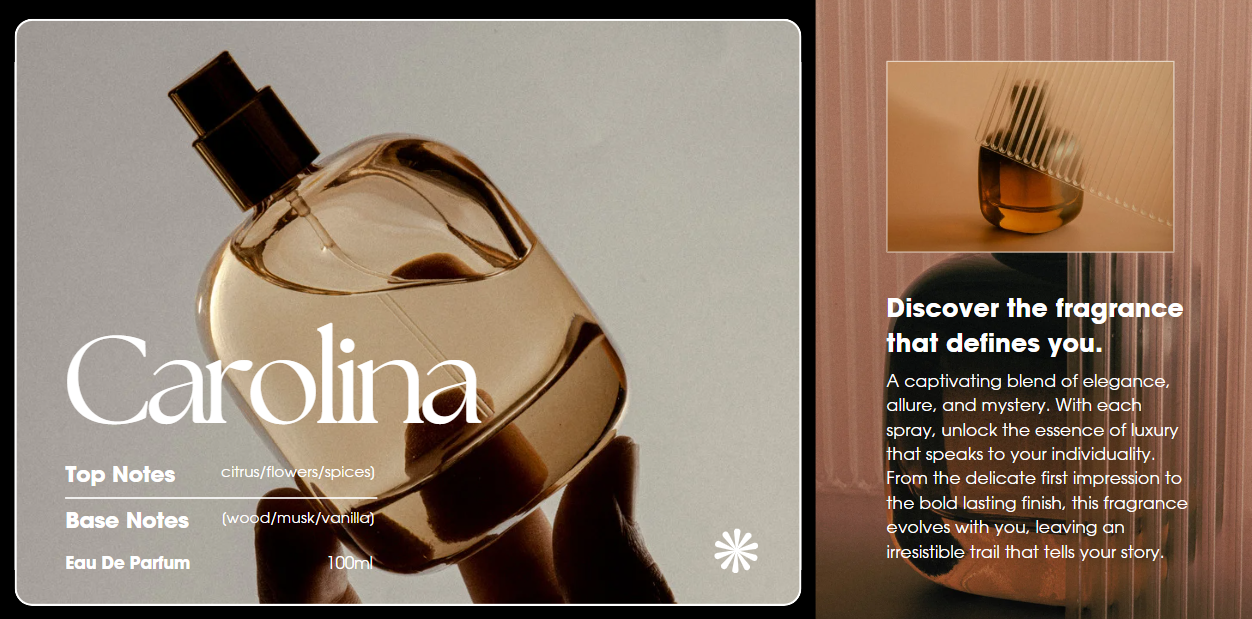 Carolina
Top Notes citrus/flowers/spices)
Base Notes (wood/musk/vanilla)
Eau De Parfum 100ml
Discover the fragrance
that defines you.
A captivating blend of elegance,
allure, and mystery. With each
spray, unlock the essence of luxury
that speaks to your individuality.
From the delicate first impression to
the bold lasting finish, this fragrance
evolves with you, leaving an
irresistible trail that tells your story.